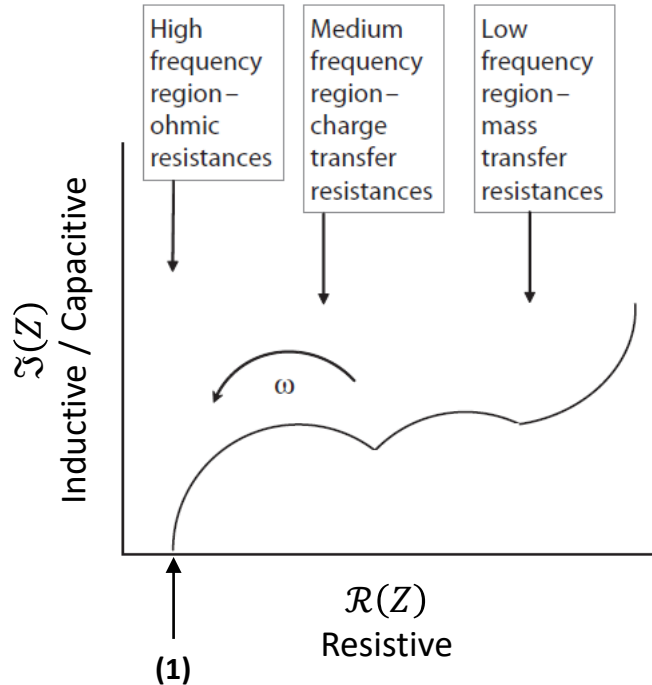 High
frequency
region–
ohmic
resistances
Medium
frequency
region–
charge
transfer
resistances
Low
frequency
region–
mass
transfer
resistances
ℑ(Z)
Inductive / Capacitive
ω
ℛ(Z)
Resistive
(1)